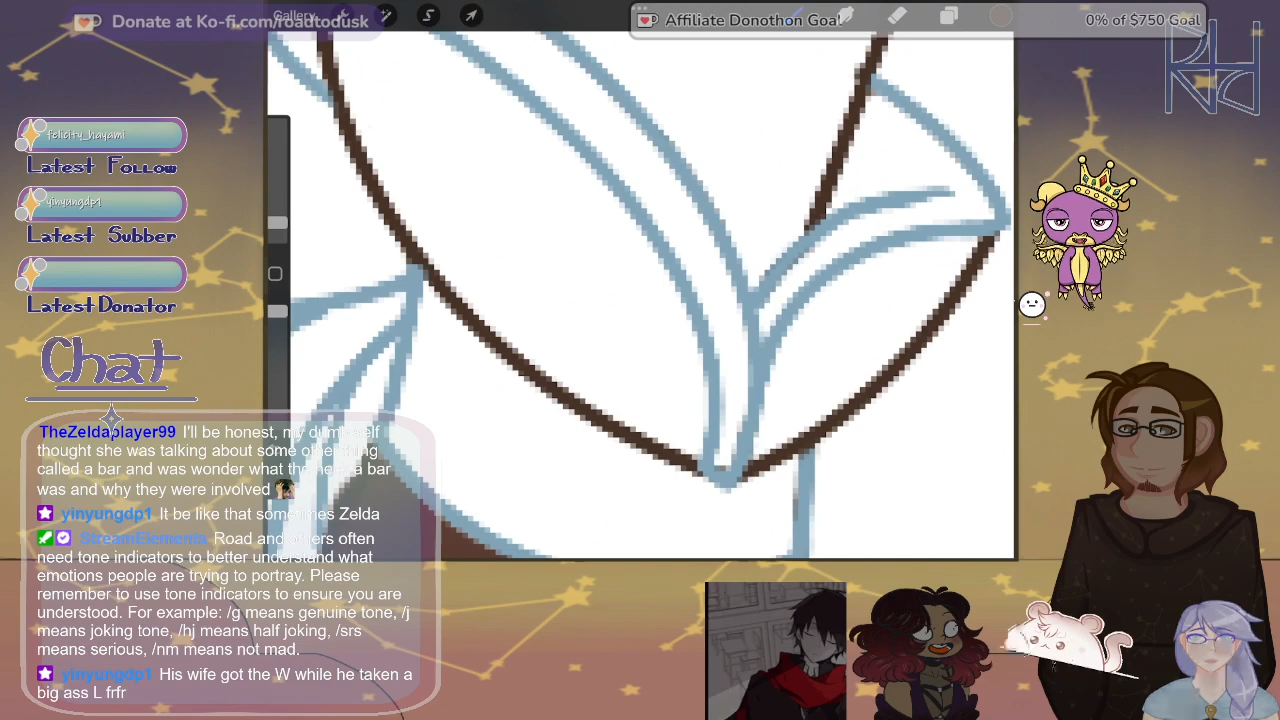 Donate at Ko-fi.com/roadtodusk
Gallery
Affiliate Donothon Goal
0% of $750 Goal
felicity_hayami
Latest Follow
yinyungdp1
Latest Subber
Latest Donator
Chat
TheZeldaplayer99 I'll be honest, my dumb self
thought she was talking about some other thing
called a bar and was wonder what the hell a bar
was and why they were involved
yinyungdp1 It be like that sometimes Zelda
StreamElements Road and others often
need tone indicators to better understand what
emotions people are trying to portray. Please
remember to use tone indicators to ensure you are
understood. For example: /g means genuine tone, /j
means joking tone, /hj means half joking, /srs
means serious, /nm means not mad.
yinyungdp1 His wife got the W while he taken a
big ass L frfr